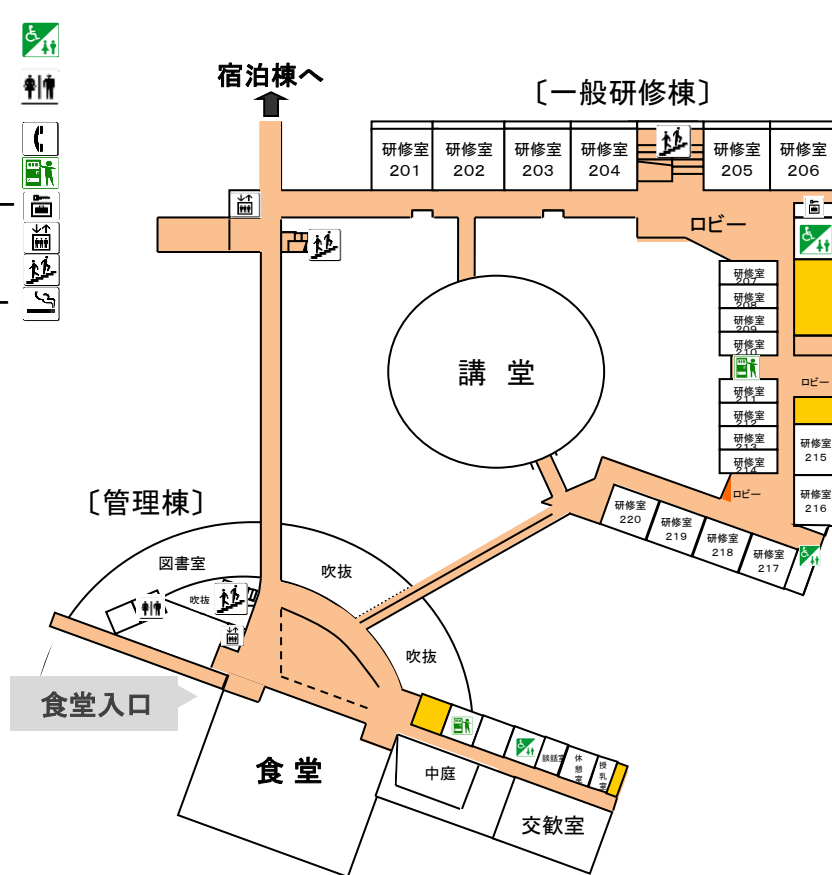 宿泊棟へ
〔一般研修棟〕
研修室
201
研修室
202
研修室
203
研修室
204
研修室
205
研修室
206
ロビー
研修室
207
研修室
208
研修室
209
研修室
210
研修室
211
研修室
212
研修室
213
研修室
214
ロビー
研修室
215
研修室
216
ロビー
研修室
220
研修室
219
研修室
218
研修室
217
講 堂
〔管理棟〕
図書室
吹抜
吹抜
吹抜
食堂入口
食 堂
中庭
談話室
休憩室
授乳室
交歓室